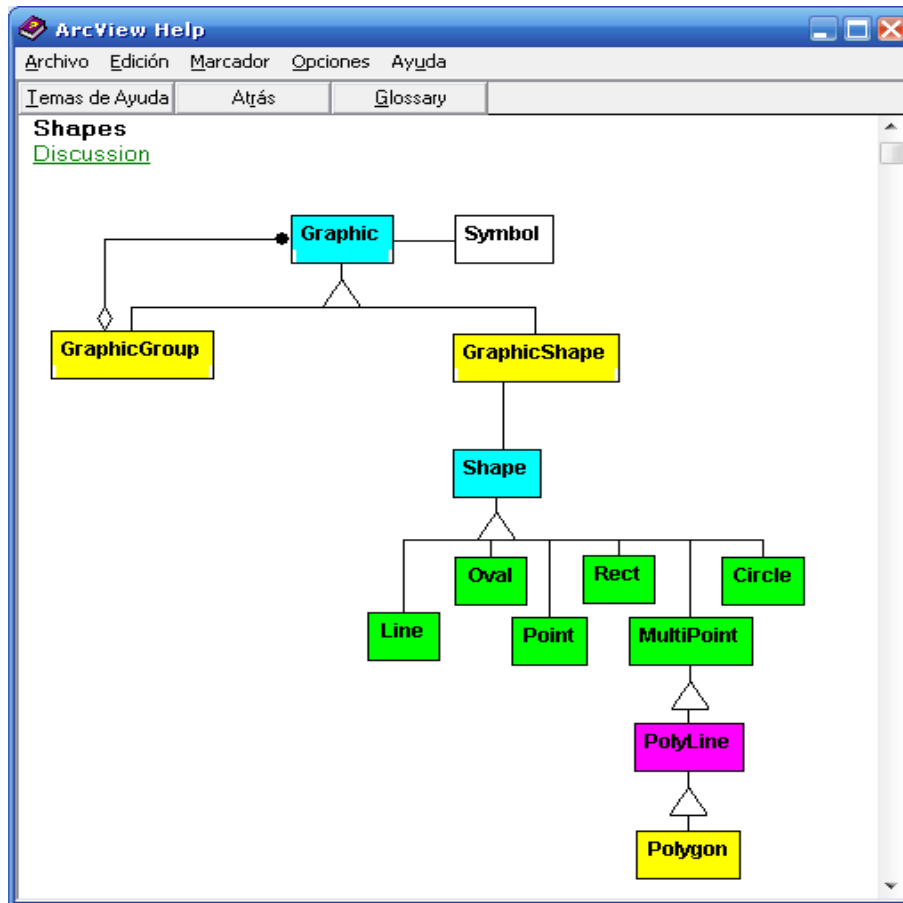 ArcView Help
Archivo Edición Marcador Opciones Ayuda
Temas de Ayuda Atrás Glossary
Shapes
Discussion
Graphic Symbol
GraphicGroup GraphicShape
Shape
Oval Rect Circle
Line Point MultiPoint
PolyLine
Polygon